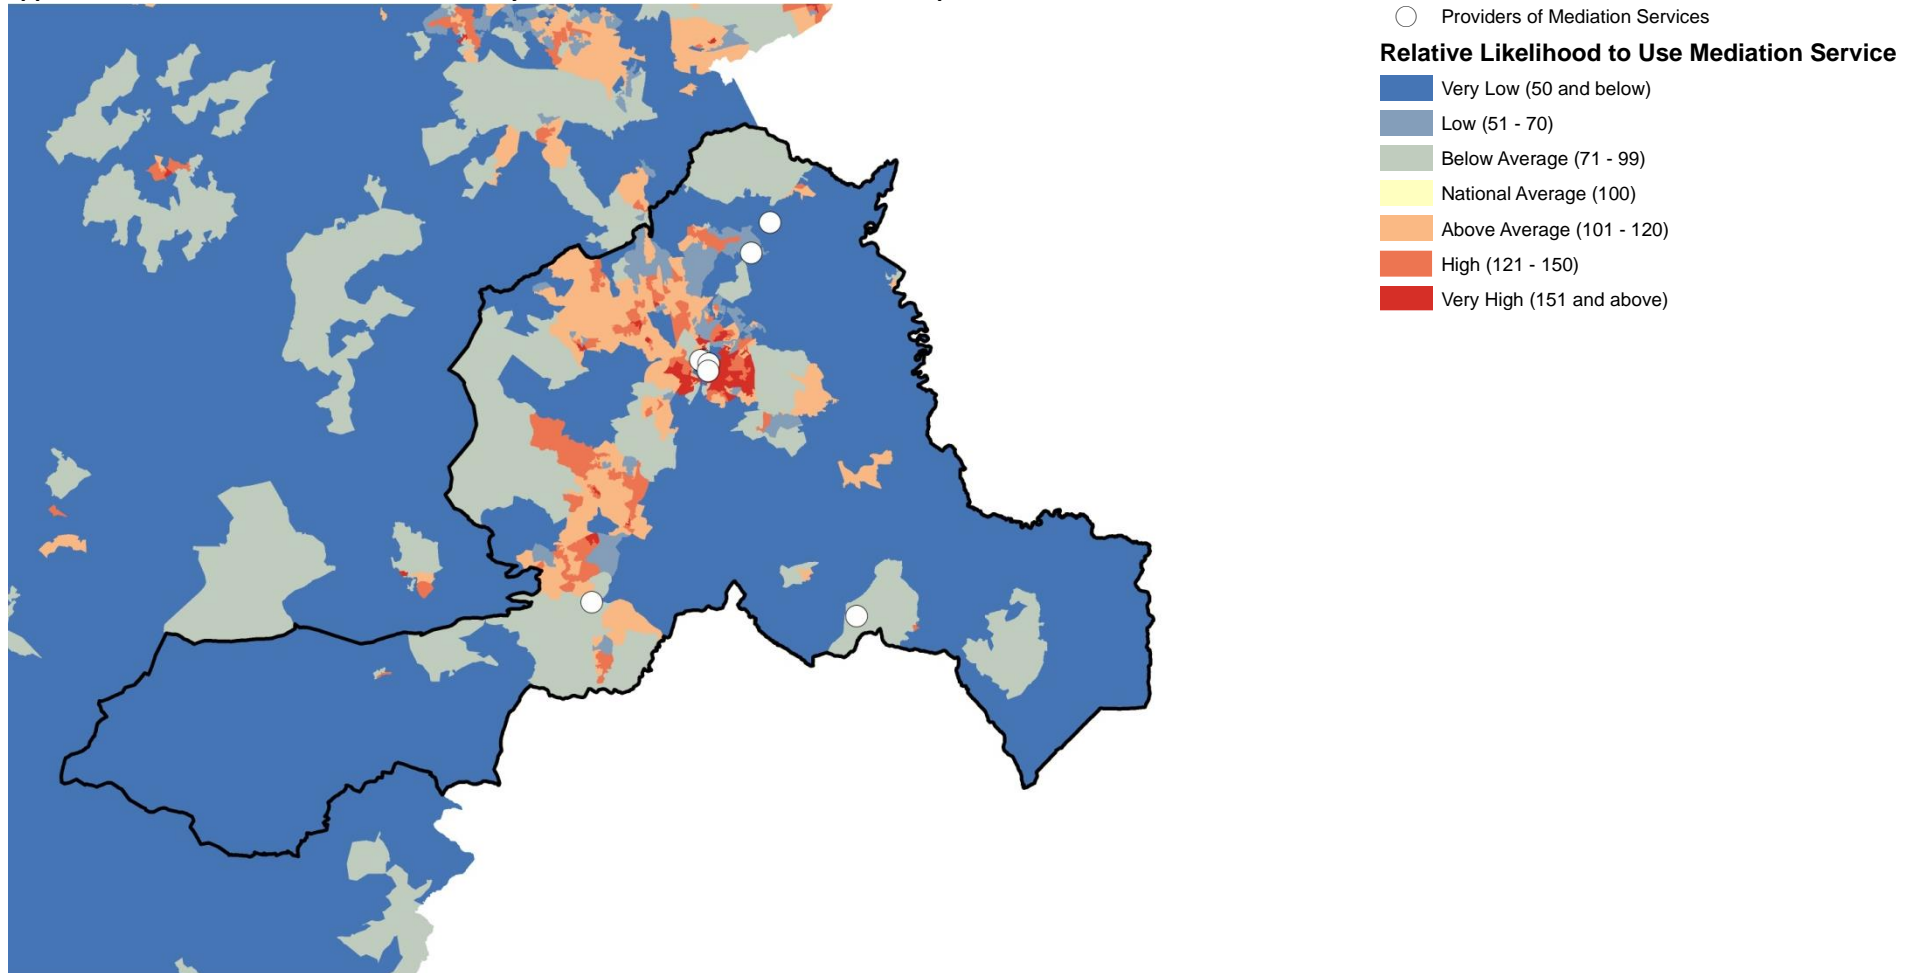 Providers of Mediation Services
Relative Likelihood to Use Mediation Service
Very Low (50 and below)
Low (51 - 70)
Below Average (71 - 99)
National Average (100)
Above Average (101 - 120)
High (121 - 150)
Very High (151 and above)